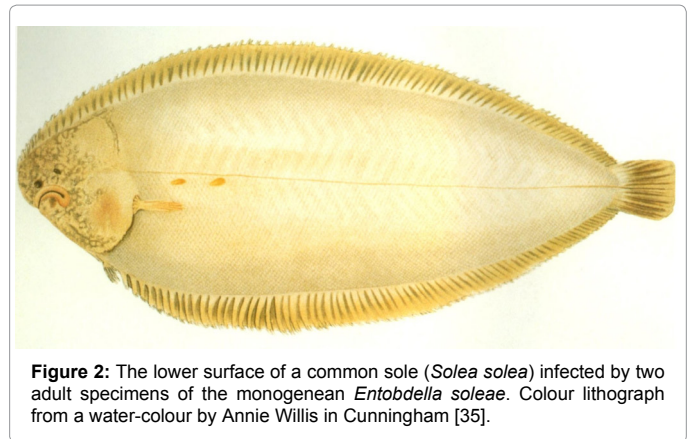 Figure 2: The lower surface of a common sole (Solea solea) infected by two
adult specimens of the monogenean Entobdella soleae. Colour lithograph
from a water-colour by Annie Willis in Cunningham [35].